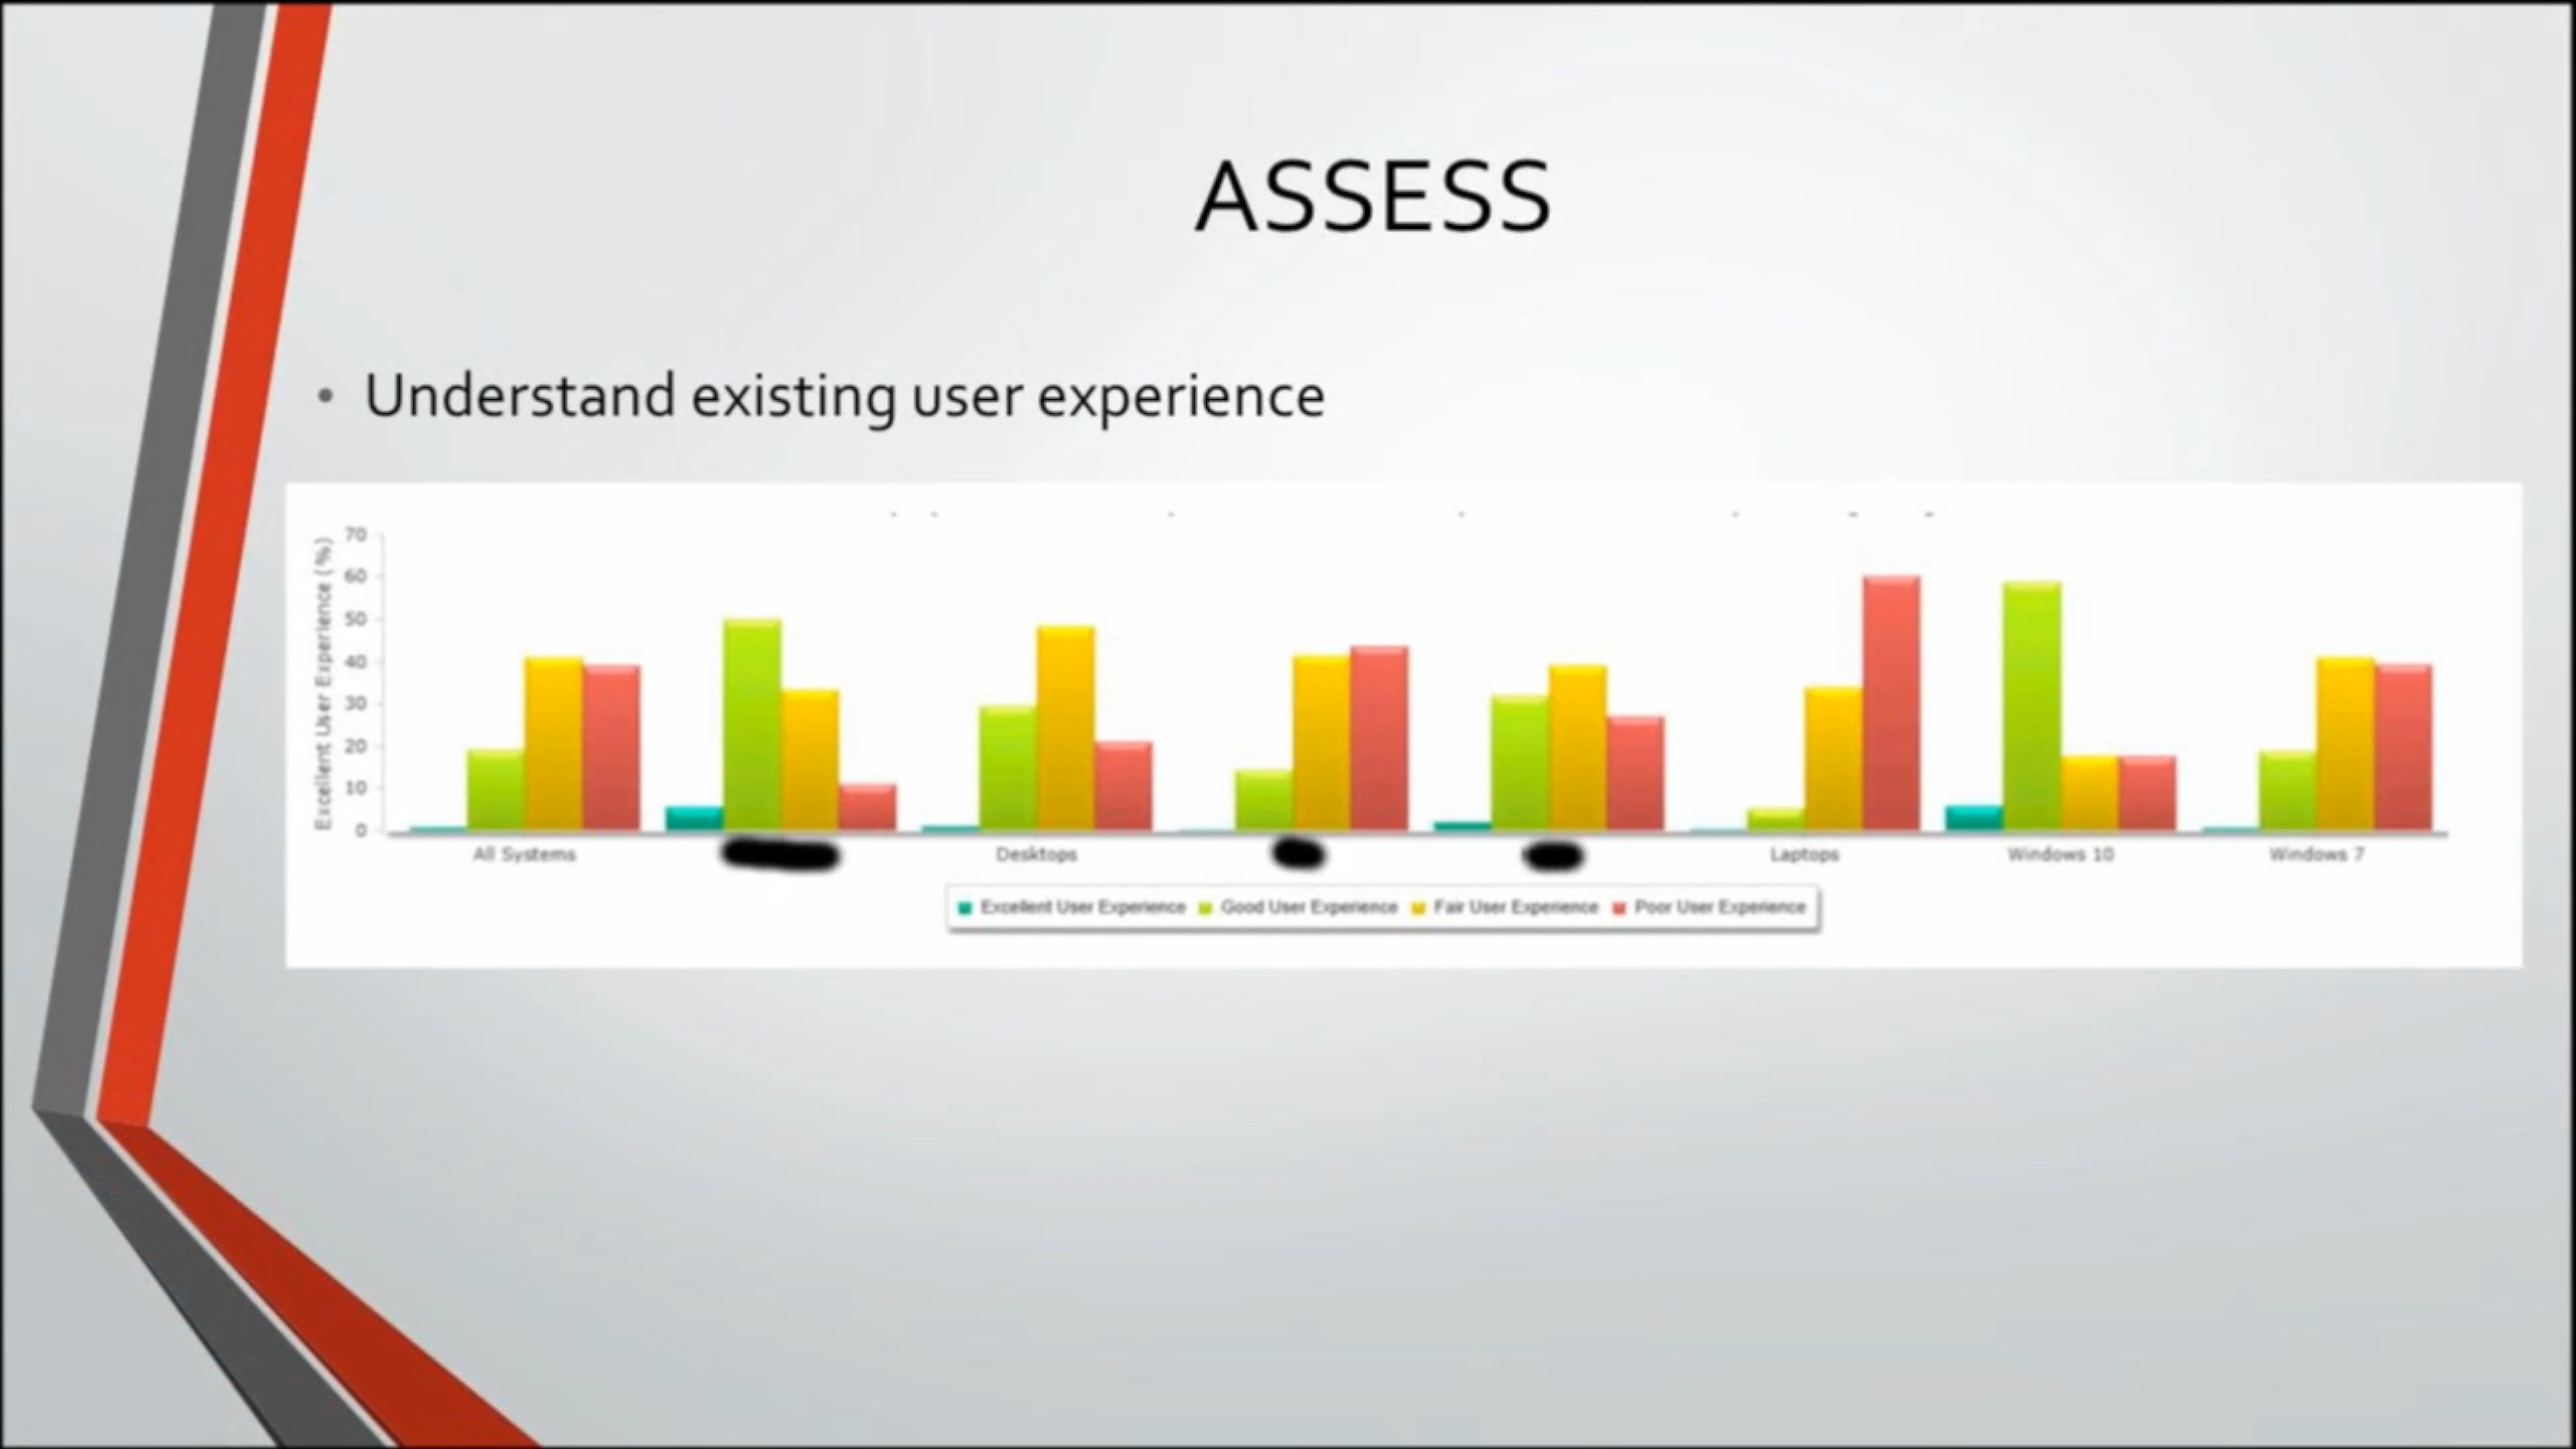 ASSESS
• Understand existing user experience
Excellent User Experience (%)
70
60
50
40
30
20
10
0
All Systems Desktops Laptops Windows 10 Windows 7
Excellent User Experience Good User Experience Fair User Experience Poor User Experience